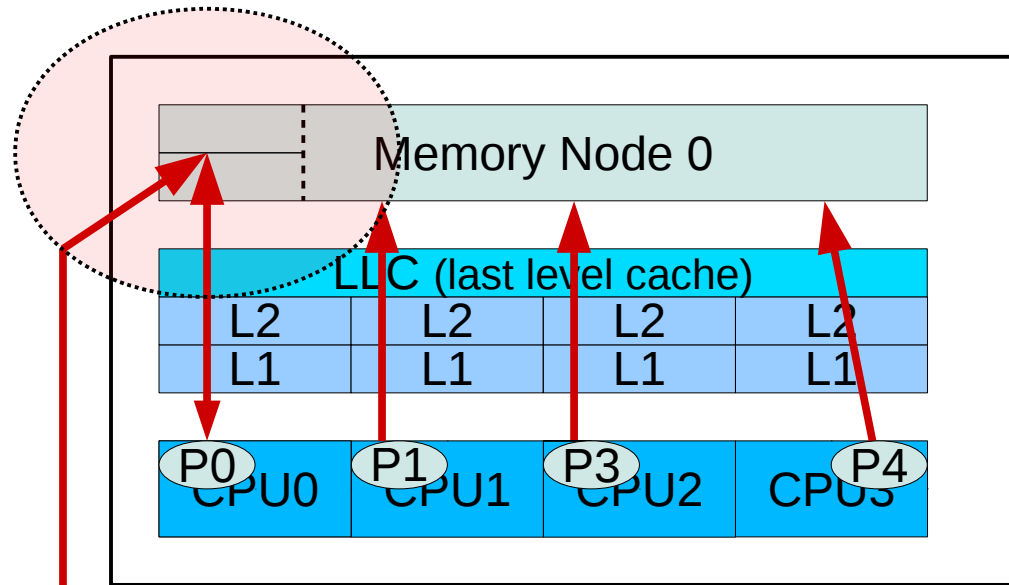 Memory Node 0
LLC (last level cache)
L2 L2 L2 L2
L1 L1 L1 L1
P0 P1 P3 P4
CPU0 CPU1 CPU2 CPU3